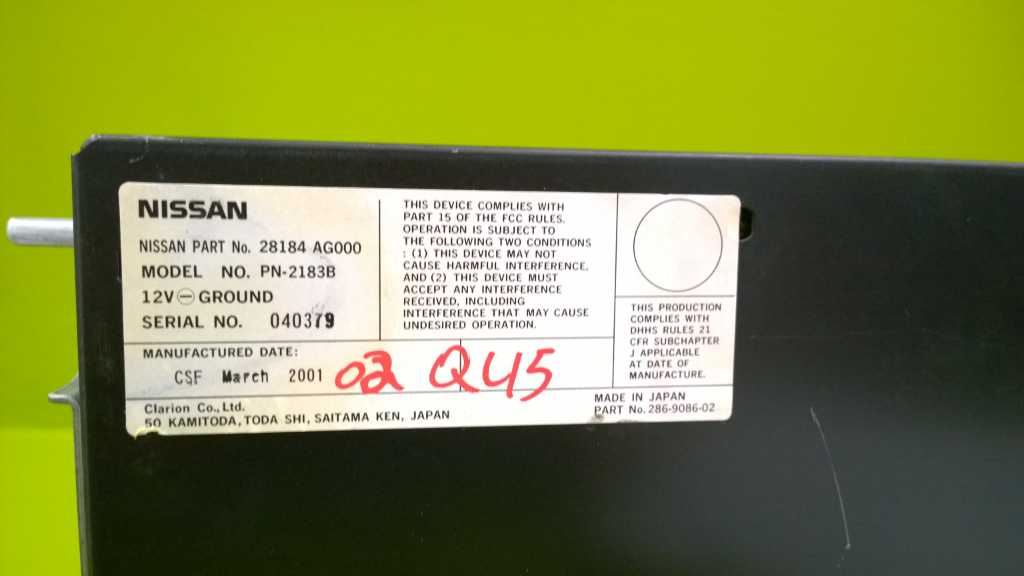 NISSAN
NISSAN PART No. 28184 AG000
MODEL NO. PN-2183B
12V⊖GROUND
SERIAL NO. 040379
THIS DEVICE COMPLIES WITH
PART 15 OF THE FCC RULES.
OPERATION IS SUBJECT TO
THE FOLLOWING TWO CONDITIONS
: (1) THIS DEVICE MAY NOT
CAUSE HARMFUL INTERFERENCE,
AND (2) THIS DEVICE MUST
ACCEPT ANY INTERFERENCE
RECEIVED, INCLUDING
INTERFERENCE THAT MAY CAUSE
UNDESIRED OPERATION.
THIS PRODUCTION
COMPLIES WITH
DHHS RULES 21
CFR SUBCHAPTER
J APPLICABLE
AT DATE OF
MANUFACTURE.
MANUFACTURED DATE:
CSF March 2001
02 Q45
Clarion Co., Ltd.
50 KAMITODA, TODA SHI, SAITAMA KEN, JAPAN
MADE IN JAPAN
PART No. 286-9086-02